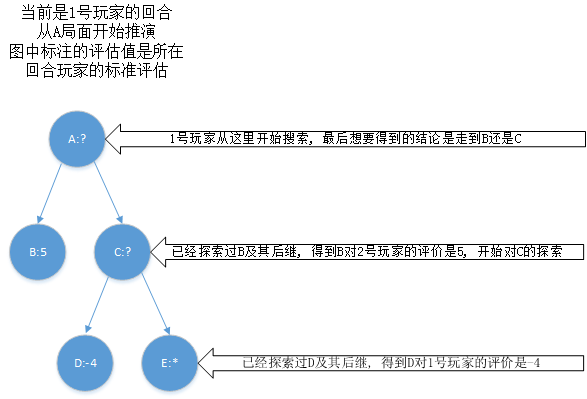 当前是1号玩家的回合
从A局面开始推演
图中标注的评估值是所在
回合玩家的标准评估
A:?
1号玩家从这里开始搜索, 最后想要得到的结论是走到B还是C
B:5
C:?
已经探索过B及其后继, 得到B对2号玩家的评价是5, 开始对C的探索
D:-4
E:*
已经探索过D及其后继, 得到D对1号玩家的评价是-4